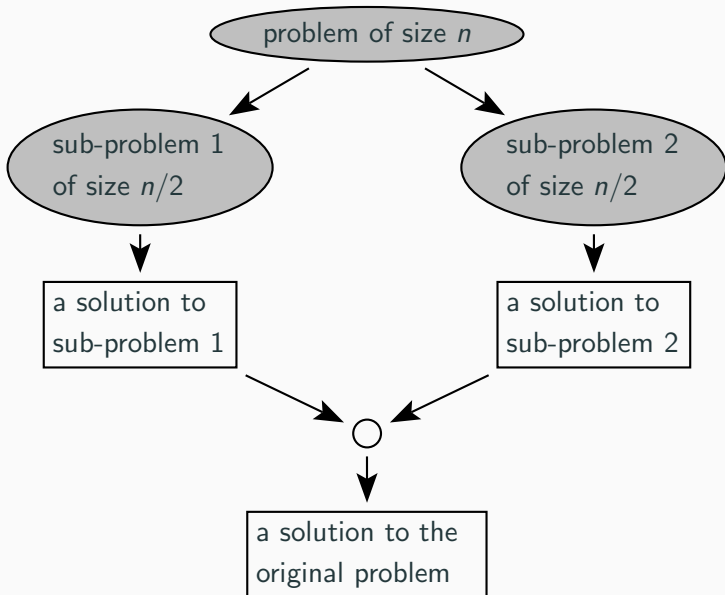 problem of size n
sub-problem 1
of size n/2
sub-problem 2
of size n/2
a solution to
sub-problem 1
a solution to
sub-problem 2
a solution to the
original problem